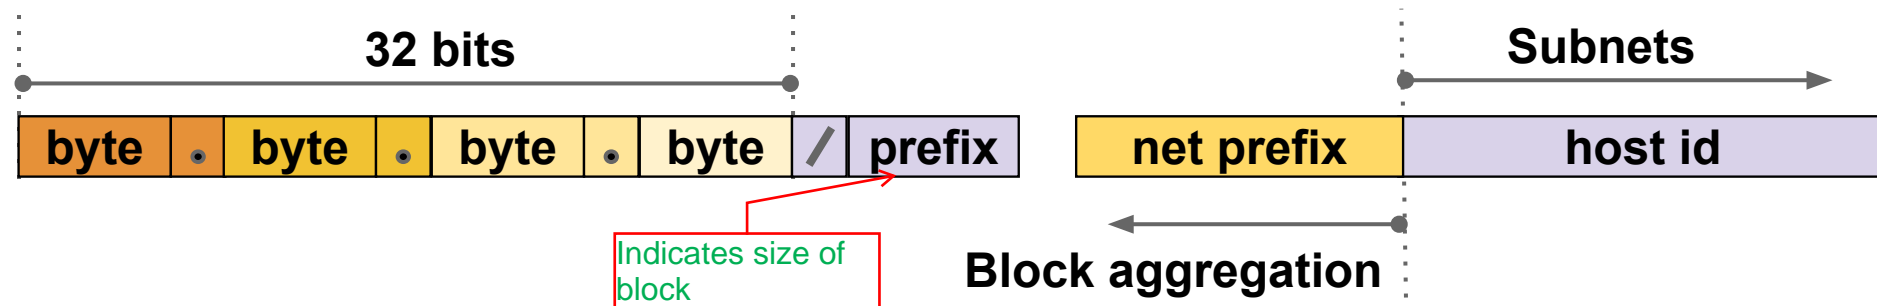 32 bits
Subnets
byte . byte . byte . byte / prefix
net prefix host id
Indicates size of
block
Block aggregation